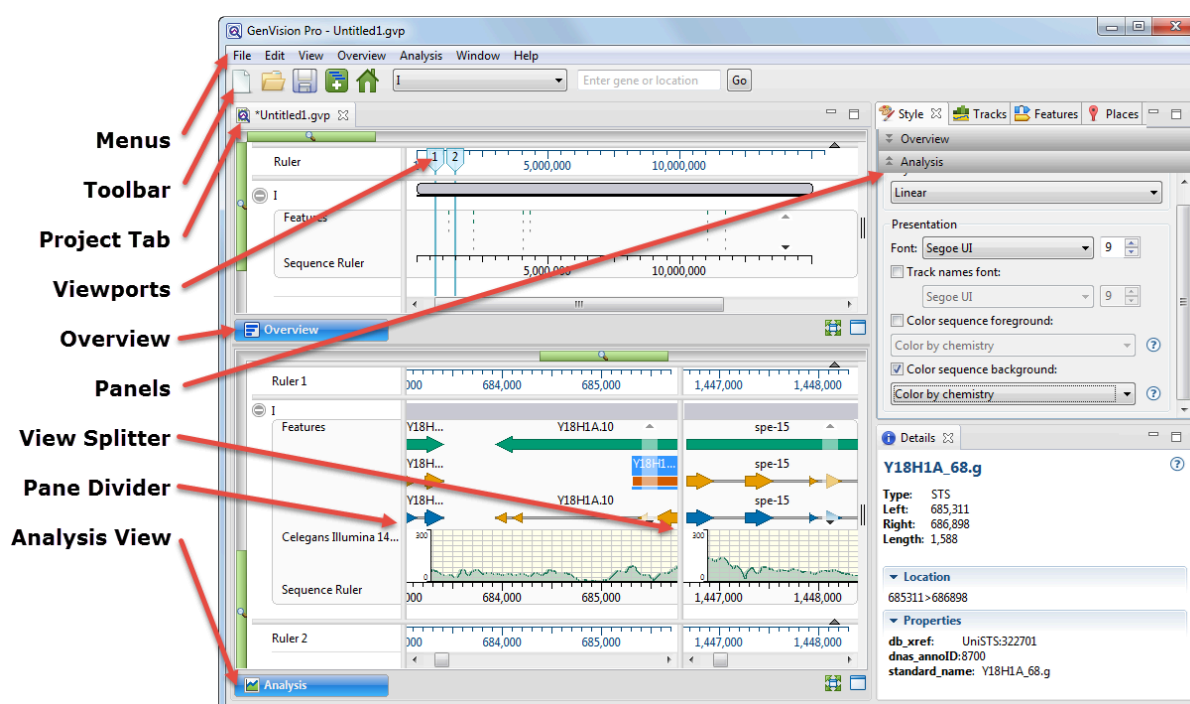 GenVision Pro - Untitled1.gvp
File Edit View Overview Analysis Window Help
I Enter gene or location Go
*Untitled1.gvp
Menus
Toolbar
Project Tab
Viewports
Overview
Panels
View Splitter
Pane Divider
Analysis View
Ruler
1 2 5,000,000 10,000,000
I
Features
Sequence Ruler
5,000,000 10,000,000
Overview
Ruler 1
000 684,000 685,000 1,447,000 1,448,000
I
Features
Y18H... Y18H1A.10 spe-15
Y18H... Y18H1... spe-15
Y18H... Y18H1A.10 spe-15
Celegans Illumina 14...
300 300
0 0
Sequence Ruler
000 684,000 685,000 1,447,000 1,448,000
Ruler 2
000 684,000 685,000 1,447,000 1,448,000
Analysis
Style Tracks Features Places
Overview
Analysis
Linear
Presentation
Font: Segoe UI 9
Track names font:
Segoe UI 9
Color sequence foreground:
Color by chemistry
Color sequence background:
Color by chemistry
Details
Y18H1A_68.g
Type: STS
Left: 685,311
Right: 686,898
Length: 1,588
Location
685311>686898
Properties
db_xref: UniSTS:322701
dnas_annoID:8700
standard_name: Y18H1A_68.g